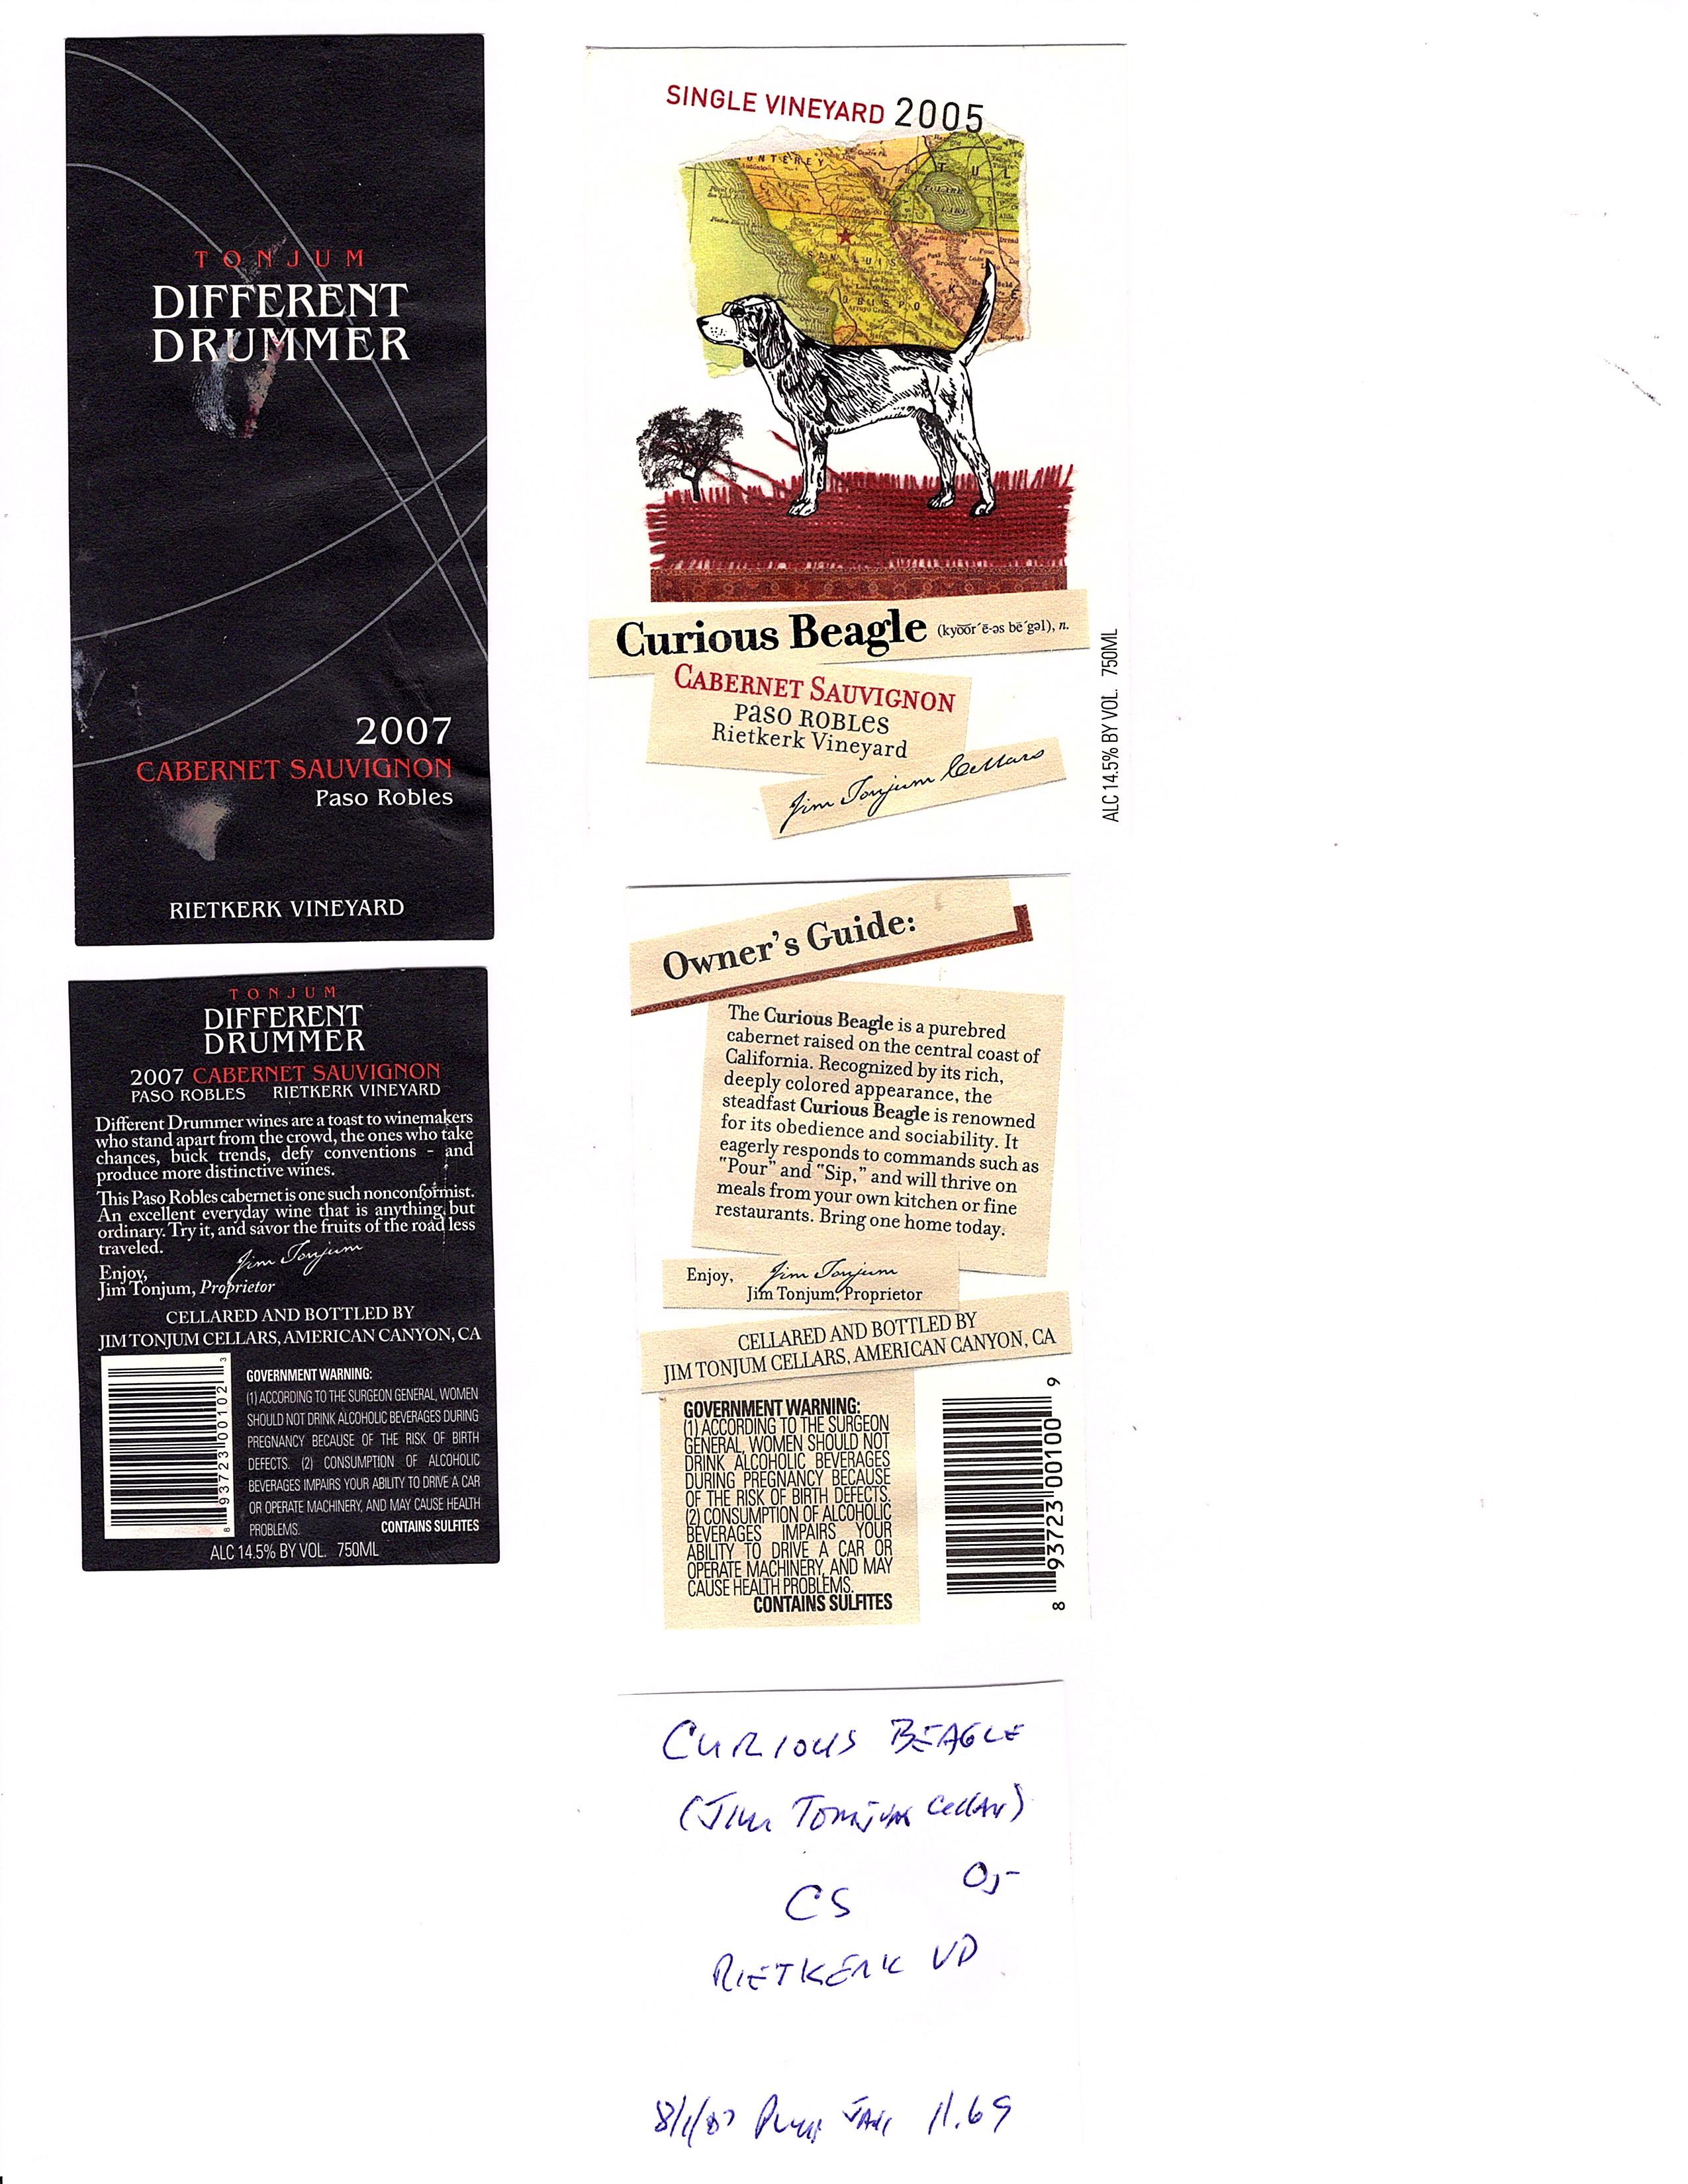 TONJUM
DIFFERENT
DRUMMER
2007
CABERNET SAUVIGNON
Paso Robles
RIETKERK VINEYARD
TONJUM
DIFFERENT
DRUMMER
2007 CABERNET SAUVIGNON
PASO ROBLES RIETKERK VINEYARD
Different Drummer wines are a toast to winemakers
who stand apart from the crowd, the ones who take
chances, buck trends, defy conventions - and
produce more distinctive wines.
This Paso Robles cabernet is one such nonconformist.
An excellent everyday wine that is anything but
ordinary. Try it, and savor the fruits of the road less
traveled.
Jim Tonjum
Enjoy,
Jim Tonjum, Proprietor
CELLARED AND BOTTLED BY
JIM TONJUM CELLARS, AMERICAN CANYON, CA
8 93723 00102 3
GOVERNMENT WARNING:
(1) ACCORDING TO THE SURGEON GENERAL, WOMEN
SHOULD NOT DRINK ALCOHOLIC BEVERAGES DURING
PREGNANCY BECAUSE OF THE RISK OF BIRTH
DEFECTS. (2) CONSUMPTION OF ALCOHOLIC
BEVERAGES IMPAIRS YOUR ABILITY TO DRIVE A CAR
OR OPERATE MACHINERY, AND MAY CAUSE HEALTH
PROBLEMS. CONTAINS SULFITES
ALC 14.5% BY VOL. 750ML
SINGLE VINEYARD 2005
ONTEREY
TUL
TULARE
LAKE
SAN LUIS
OBISPO
K E
Curious Beagle (kyo͝or´ē-əs bē´gəl), n.
CABERNET SAUVIGNON
PASO ROBLES
Rietkerk Vineyard
Jim Tonjum Cellars
ALC 14.5% BY VOL. 750ML
Owner's Guide:
The Curious Beagle is a purebred
cabernet raised on the central coast of
California. Recognized by its rich,
deeply colored appearance, the
steadfast Curious Beagle is renowned
for its obedience and sociability. It
eagerly responds to commands such as
"Pour" and "Sip," and will thrive on
meals from your own kitchen or fine
restaurants. Bring one home today.
Enjoy, Jim Tonjum
Jim Tonjum, Proprietor
CELLARED AND BOTTLED BY
JIM TONJUM CELLARS, AMERICAN CANYON, CA
GOVERNMENT WARNING:
(1) ACCORDING TO THE SURGEON
GENERAL, WOMEN SHOULD NOT
DRINK ALCOHOLIC BEVERAGES
DURING PREGNANCY BECAUSE
OF THE RISK OF BIRTH DEFECTS.
(2) CONSUMPTION OF ALCOHOLIC
BEVERAGES IMPAIRS YOUR
ABILITY TO DRIVE A CAR OR
OPERATE MACHINERY, AND MAY
CAUSE HEALTH PROBLEMS.
CONTAINS SULFITES
8 93723 00100 9
CURIOUS BEAGLE
(JIM TONJUM Cellar)
05
CS
RIETKERK VD
11.69